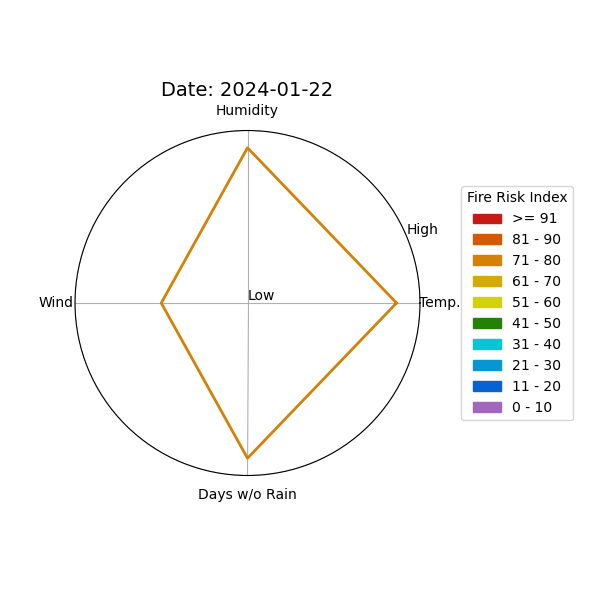 Date: 2024-01-22
Humidity
High
Low
Wind
Temp.
Days w/o Rain
Fire Risk Index
>= 91
81 - 90
71 - 80
61 - 70
51 - 60
41 - 50
31 - 40
21 - 30
11 - 20
0 - 10